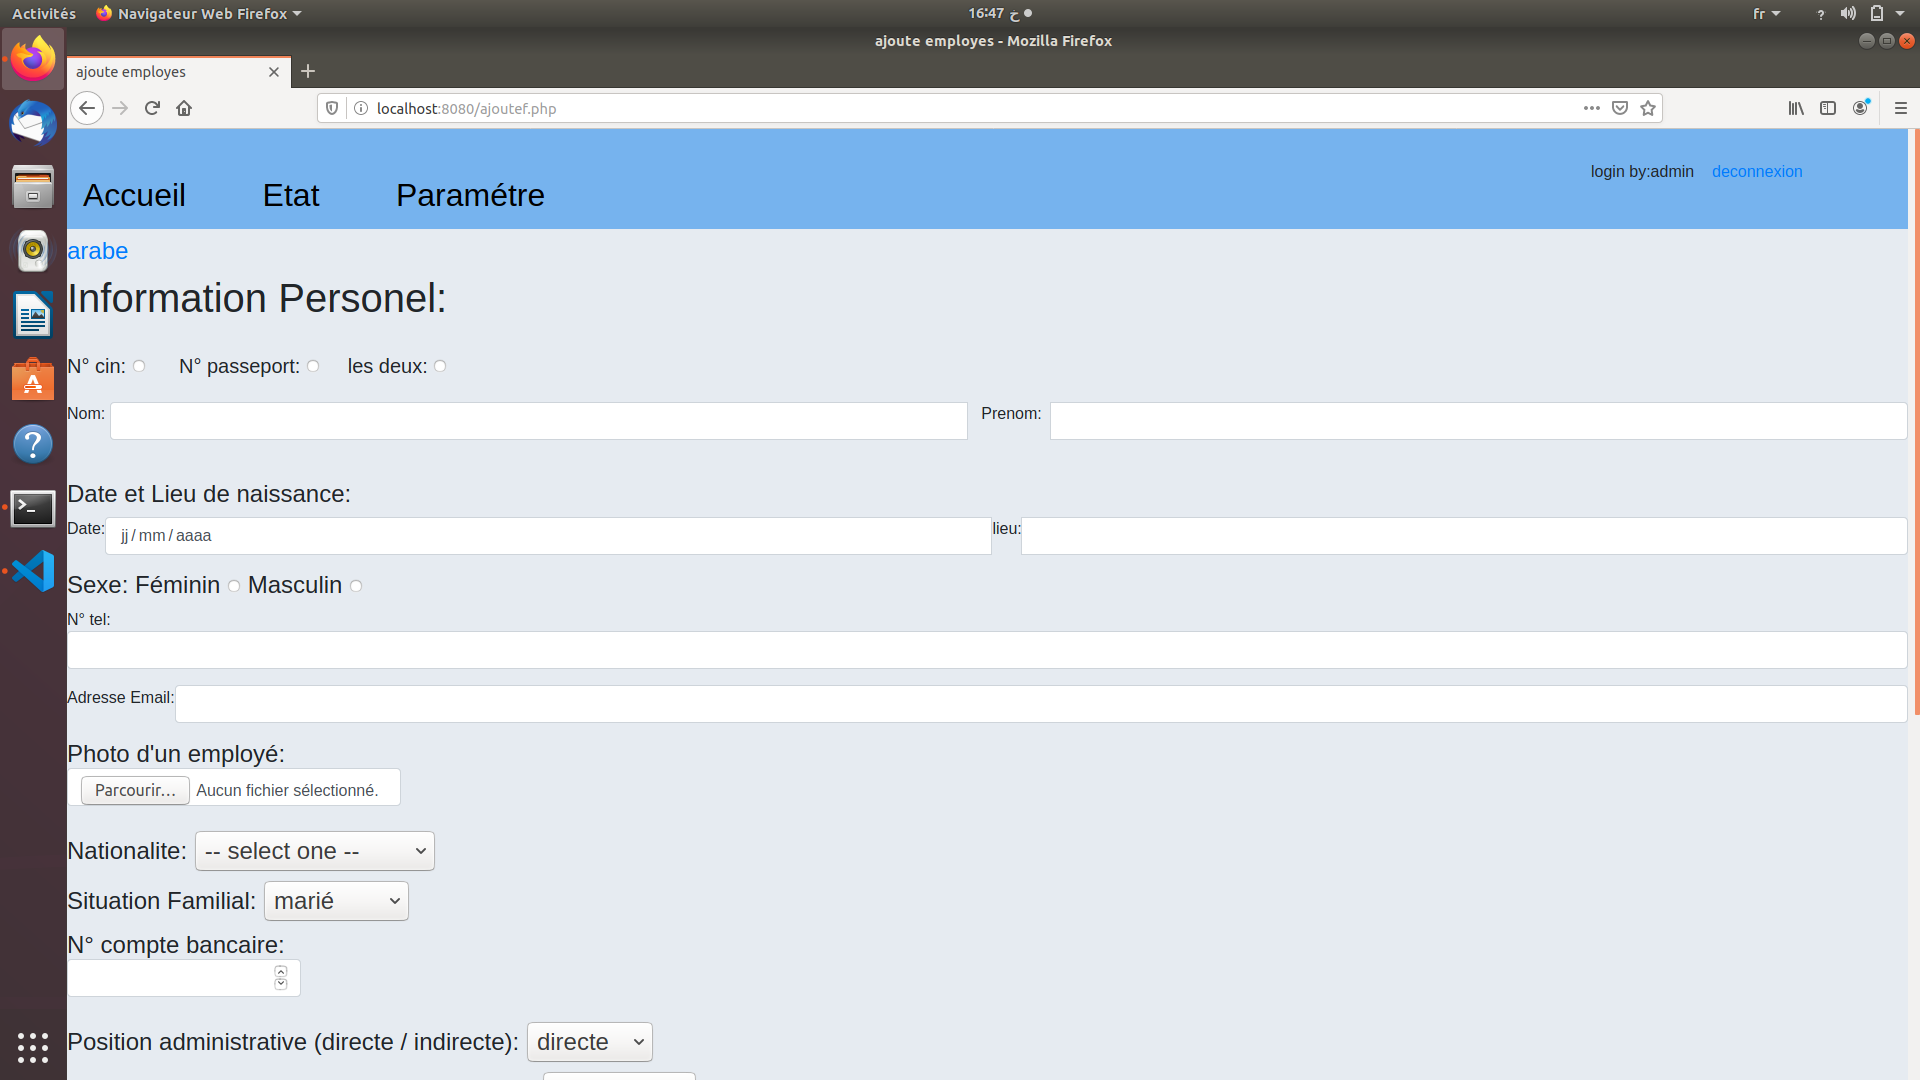 Activités Navigateur Web Firefox 16:47 خ fr ?
ajoute employes - Mozilla Firefox
ajoute employes
localhost:8080/ajoutef.php
login by:admin deconnexion
Accueil Etat Paramétre
arabe
Information Personel:
N° cin: N° passeport: les deux:
Nom: Prenom:
Date et Lieu de naissance:
Date: jj / mm / aaaa lieu:
Sexe: Féminin Masculin
N° tel:
Adresse Email:
Photo d'un employé:
Parcourir... Aucun fichier sélectionné.
Nationalite: -- select one --
Situation Familial: marié
N° compte bancaire:
Position administrative (directe / indirecte): directe